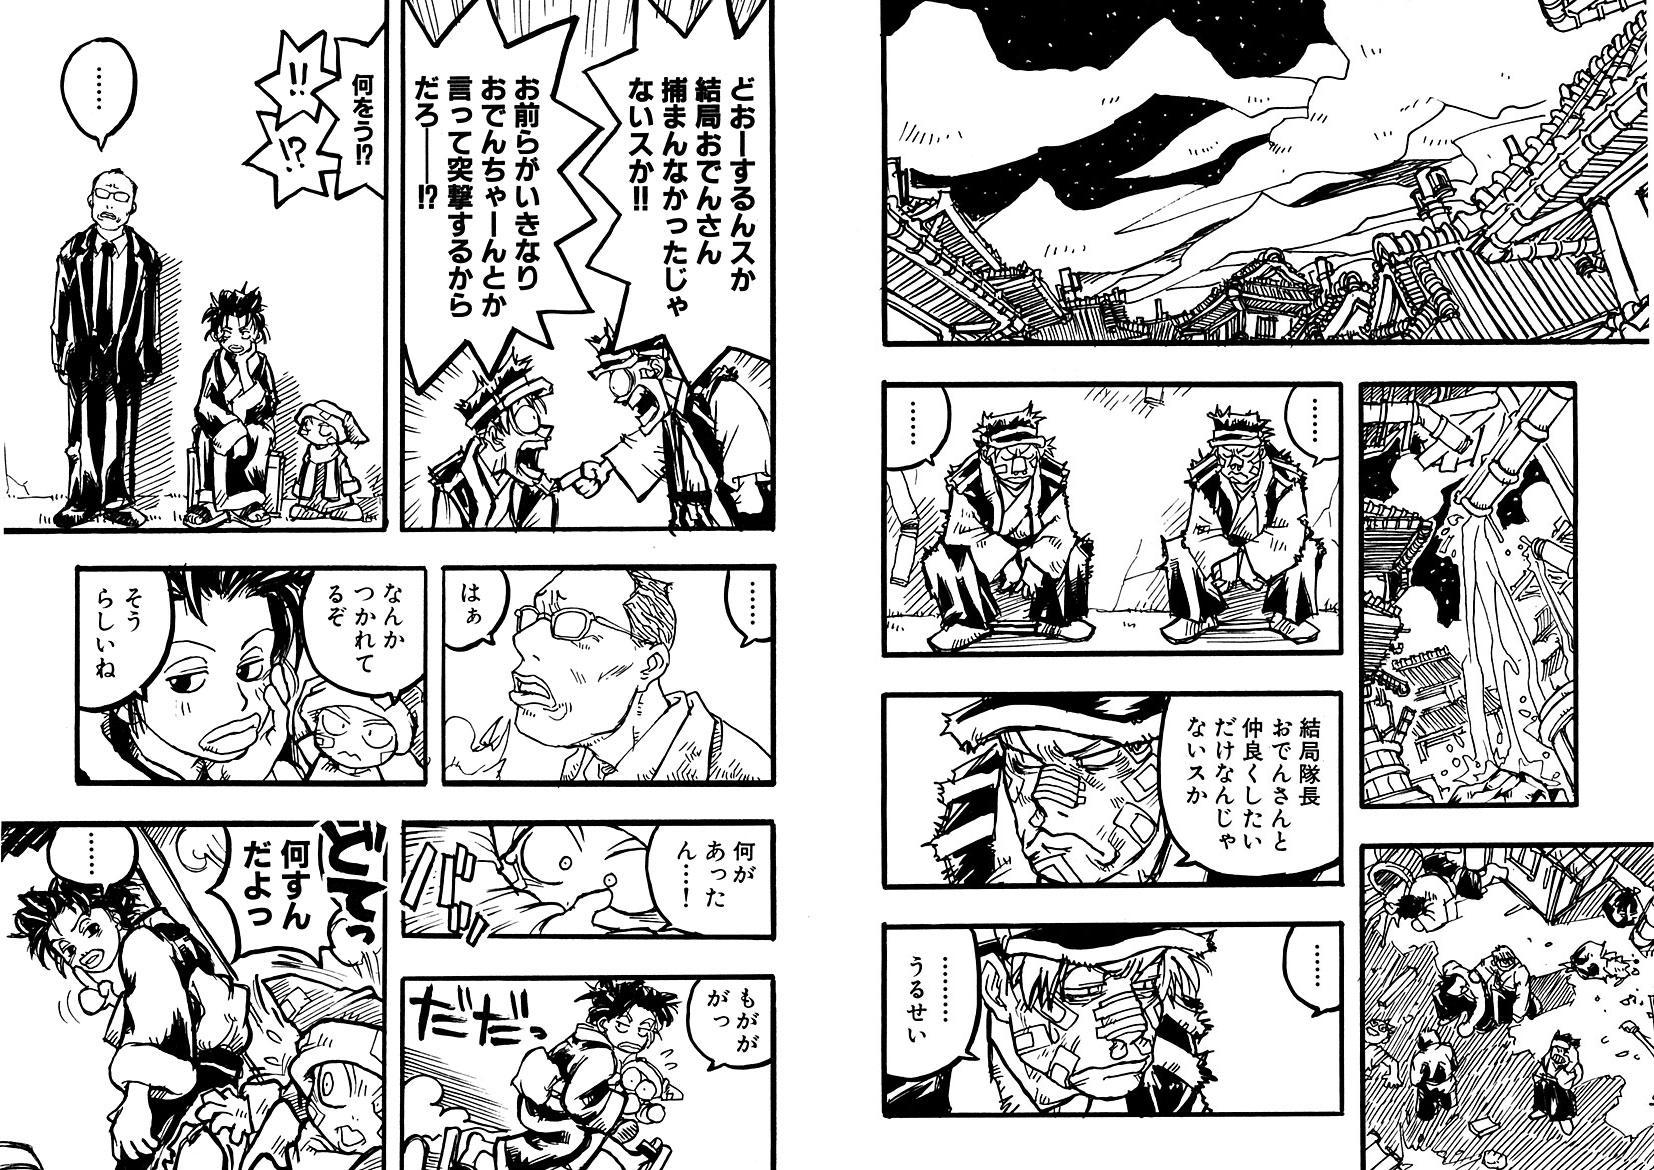 ……
……
結局隊長
おでんさんと
仲良くしたい
だけなんじゃ
ないスか
……
………
うるせい
どおーするんスか
結局おでんさん
捕まんなかったじゃ
ないスか!!
お前らがいきなり
おでんちゃーんとか
言って突撃するから
だろ――!?
何をう!?
!!
!?
……
……
はぁ
なんか
つかれて
るぞ
そう
らしいね
何が
あった
ん…!
ガシッ
もがが
がっ
だだっ
どてっ
何すん
だよっ
……